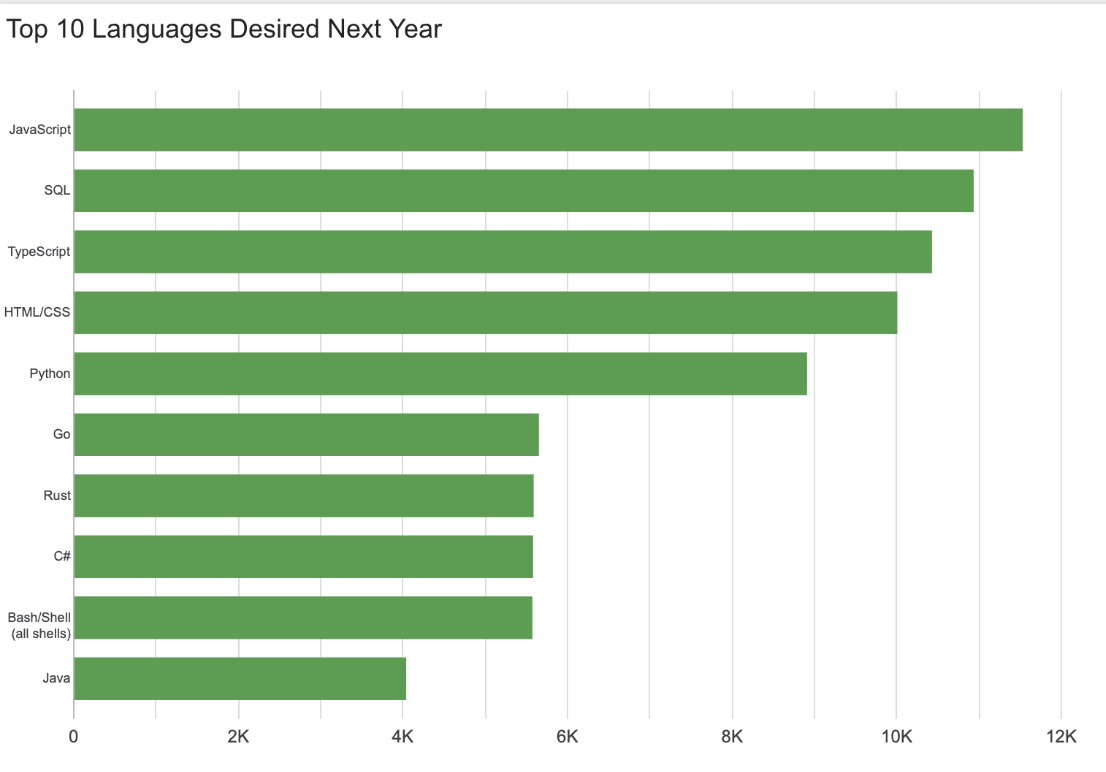 Top 10 Languages Desired Next Year
JavaScript
SQL
TypeScript
HTML/CSS
Python
Go
Rust
C#
Bash/Shell
(all shells)
Java
0 2K 4K 6K 8K 10K 12K